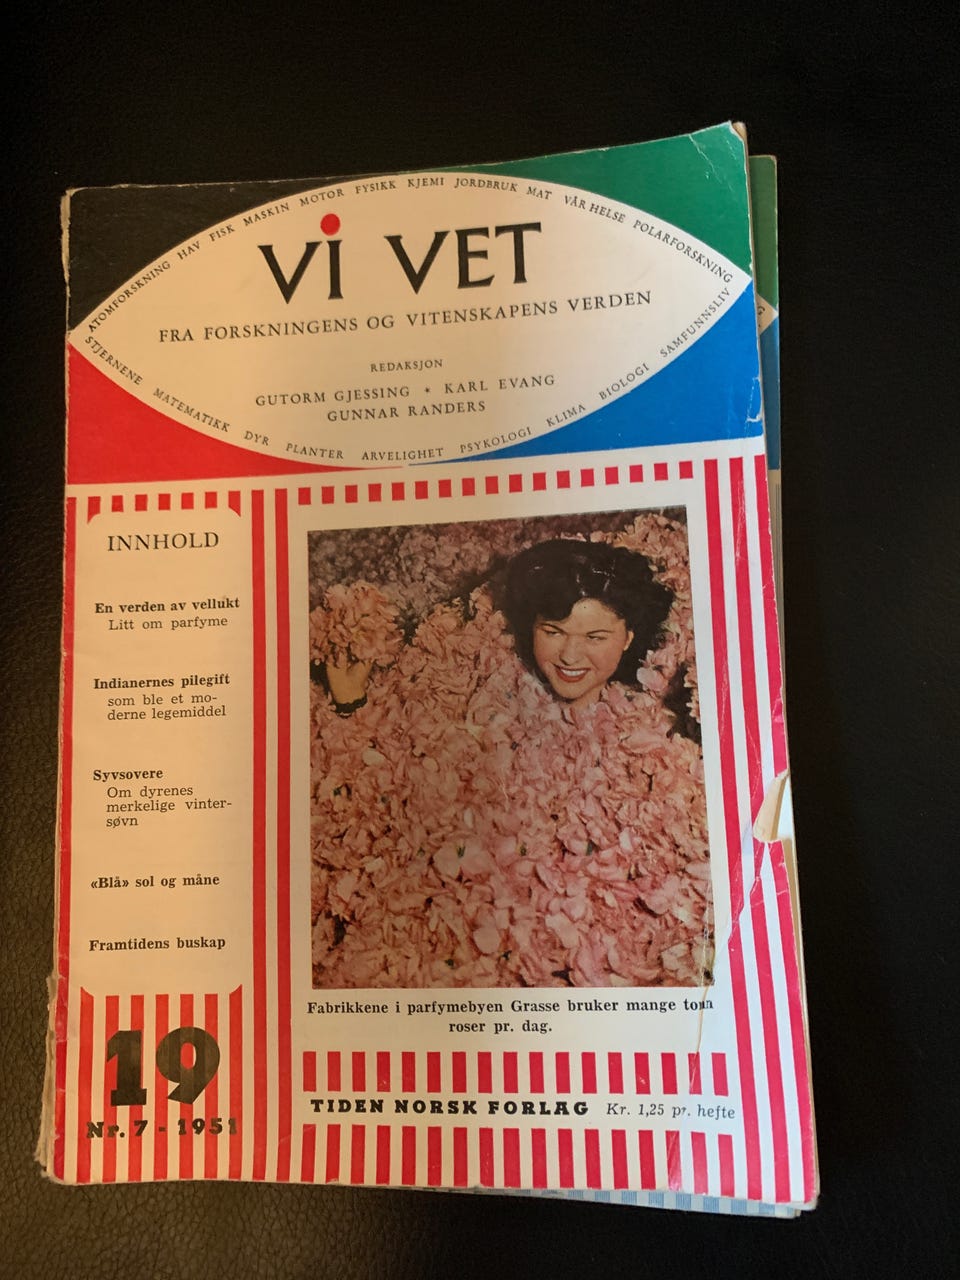 ATOMFORSKNING HAV FISK MASKIN MOTOR FYSIKK KJEMI JORDBRUK MAT VÅR HELSE POLARFORSKNING
Vi VET
FRA FORSKNINGENS OG VITENSKAPENS VERDEN
REDAKSJON
GUTORM GJESSING * KARL EVANG
GUNNAR RANDERS
STJERNENE MATEMATIKK DYR PLANTER ARVELIGHET PSYKOLOGI KLIMA BIOLOGI SAMFUNNSLIV
INNHOLD
En verden av vellukt
Litt om parfyme
Indianernes pilegift
som ble et mo-
derne legemiddel
Syvsovere
Om dyrenes
merkelige vinter-
søvn
«Blå» sol og måne
Framtidens buskap
19
Nr. 7 - 1951
Fabrikkene i parfymebyen Grasse bruker mange tonn
roser pr. dag.
TIDEN NORSK FORLAG Kr. 1,25 pr. hefte